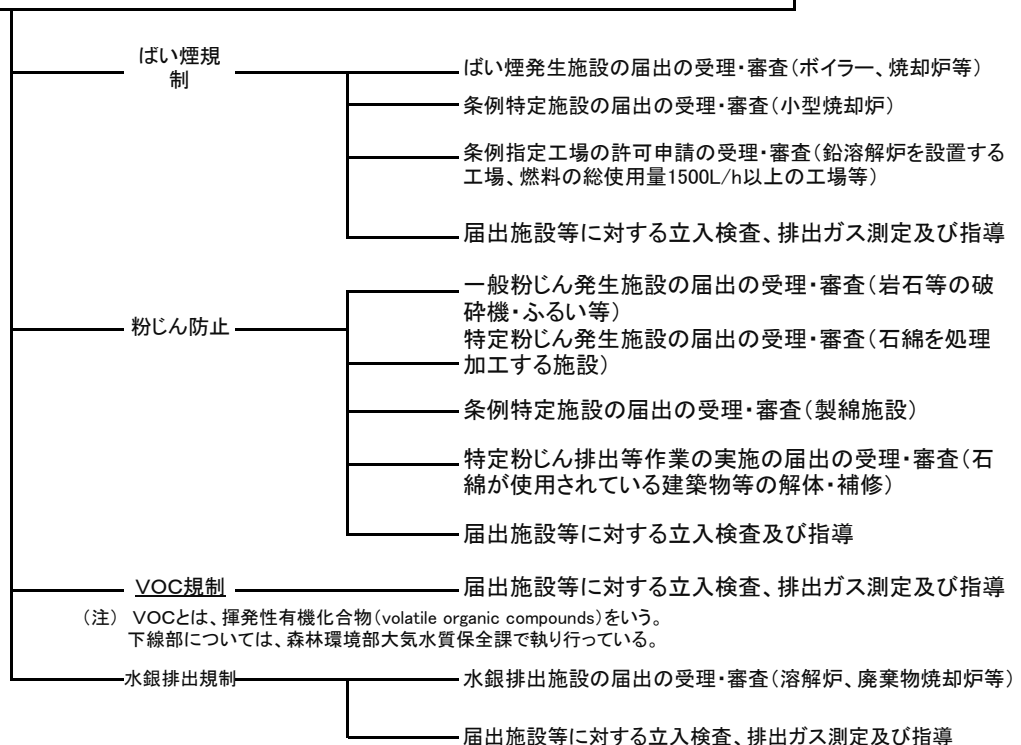 ばい煙規
制
ばい煙発生施設の届出の受理・審査(ボイラー、焼却炉等)
条例特定施設の届出の受理・審査(小型焼却炉)
条例指定工場の許可申請の受理・審査(鉛溶解炉を設置する
工場、燃料の総使用量1500L/h以上の工場等)
届出施設等に対する立入検査、排出ガス測定及び指導
粉じん防止
一般粉じん発生施設の届出の受理・審査(岩石等の破
砕機・ふるい等)
特定粉じん発生施設の届出の受理・審査(石綿を処理
加工する施設)
条例特定施設の届出の受理・審査(製綿施設)
特定粉じん排出等作業の実施の届出の受理・審査(石
綿が使用されている建築物等の解体・補修)
届出施設等に対する立入検査及び指導
VOC規制
届出施設等に対する立入検査、排出ガス測定及び指導
(注) VOCとは、揮発性有機化合物(volatile organic compounds)をいう。
下線部については、森林環境部大気水質保全課で執り行っている。
水銀排出規制
水銀排出施設の届出の受理・審査(溶解炉、廃棄物焼却炉等)
届出施設等に対する立入検査、排出ガス測定及び指導